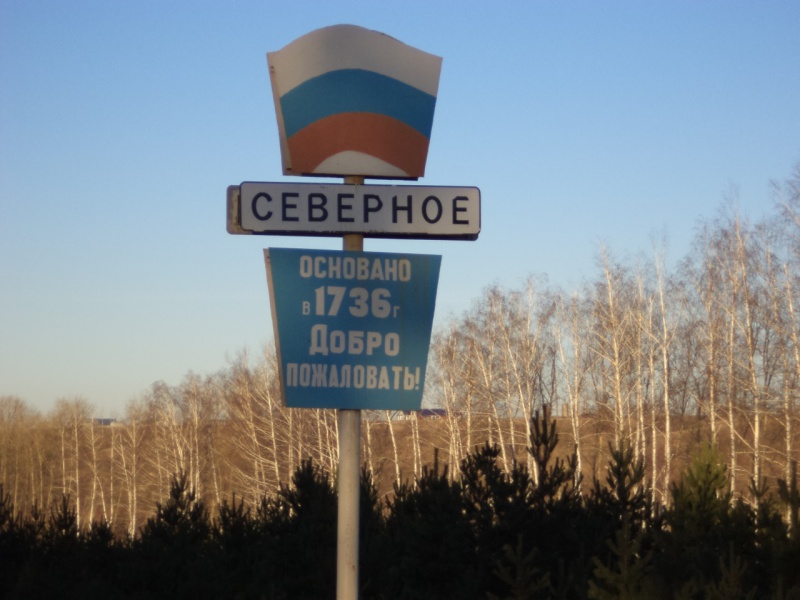 СЕВЕРНОЕ
ОСНОВАНО
в 1736 г
ДОБРО
ПОЖАЛОВАТЬ!